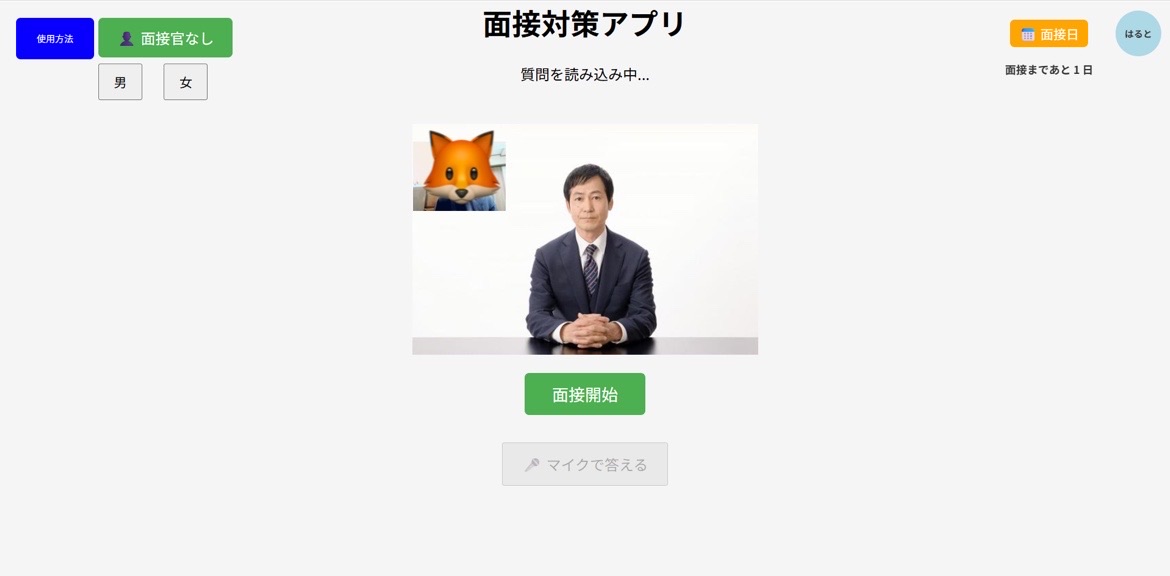 使用方法
👤 面接官なし
男
女
面接対策アプリ
質問を読み込み中...
面接日
はると
面接まであと 1 日
面接開始
🎤 マイクで答える